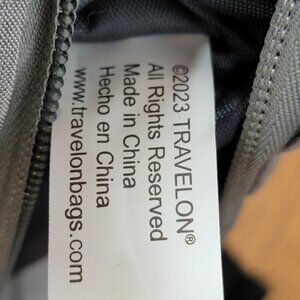 ©2023 TRAVELON®
All Rights Reserved
Made in China
Hecho en China
www.travelonbags.com